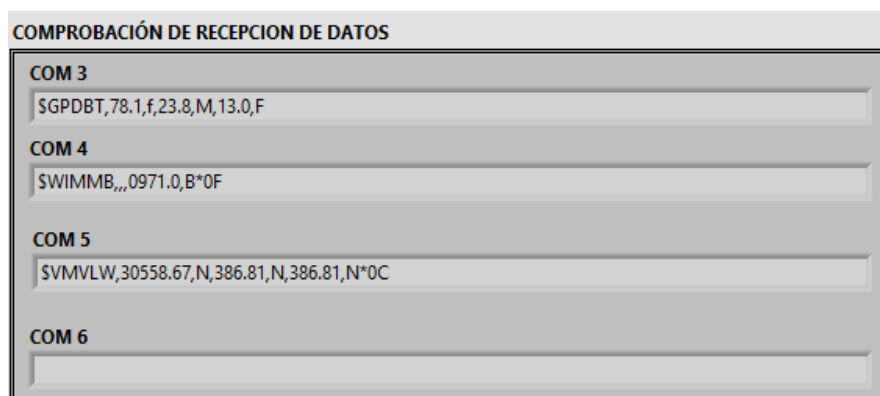 COMPROBACIÓN DE RECEPCION DE DATOS
COM 3
$GPDBT,78.1,f,23.8,M,13.0,F
COM 4
$WIMMB,,,0971.0,B*0F
COM 5
$VMVLW,30558.67,N,386.81,N,386.81,N*0C
COM 6